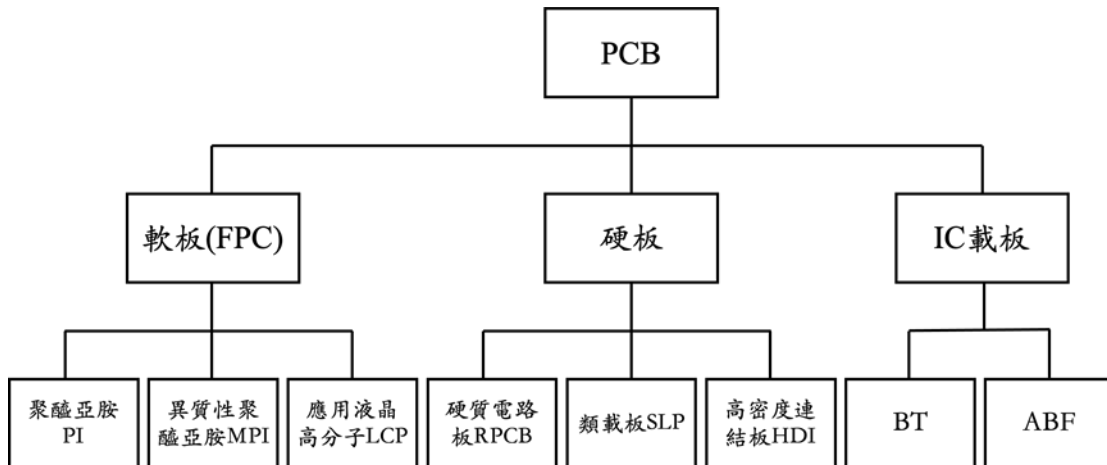 PCB
軟板(FPC)
硬板
IC載板
聚醯亞胺
PI
異質性聚
醯亞胺MPI
應用液晶
高分子LCP
硬質電路
板RPCB
類載板SLP
高密度連
結板HDI
BT
ABF